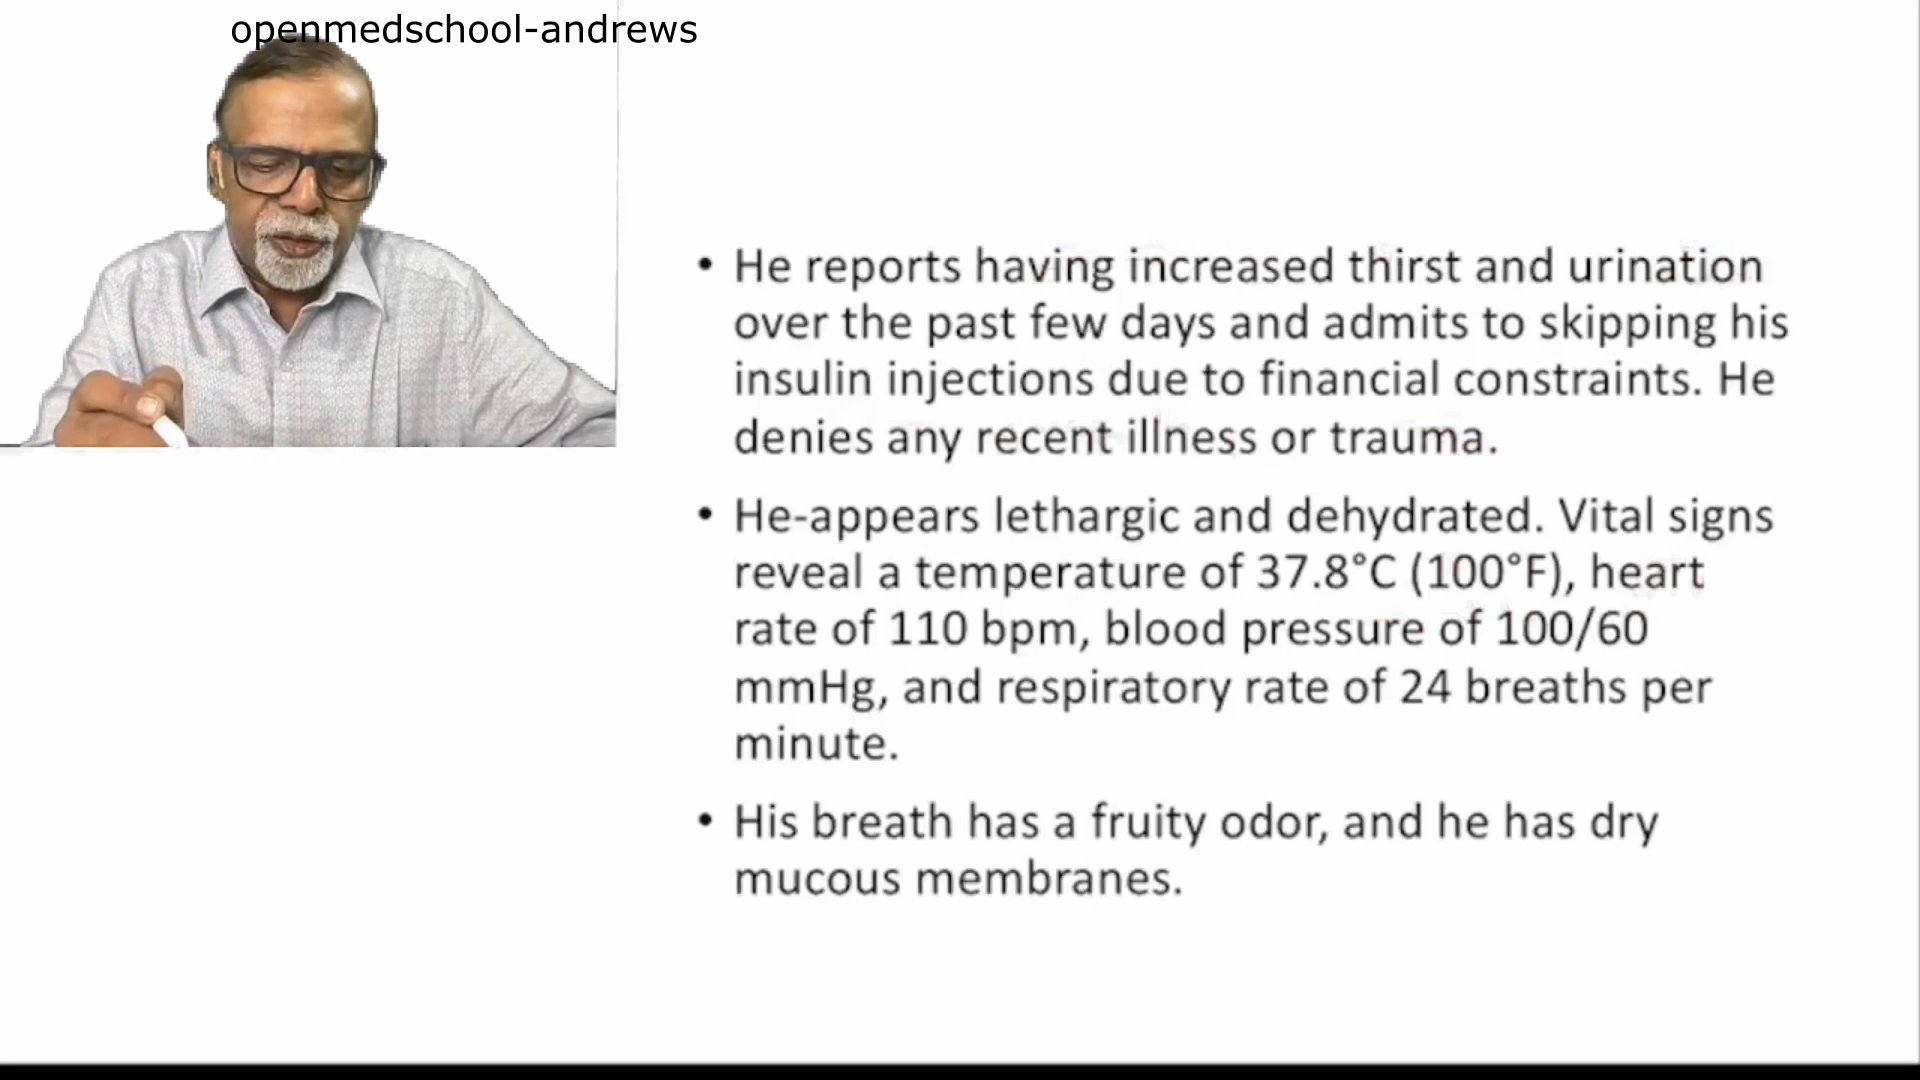 openmedschool-andrews
• He reports having increased thirst and urination
over the past few days and admits to skipping his
insulin injections due to financial constraints. He
denies any recent illness or trauma.
• He-appears lethargic and dehydrated. Vital signs
reveal a temperature of 37.8°C (100°F), heart
rate of 110 bpm, blood pressure of 100/60
mmHg, and respiratory rate of 24 breaths per
minute.
• His breath has a fruity odor, and he has dry
mucous membranes.